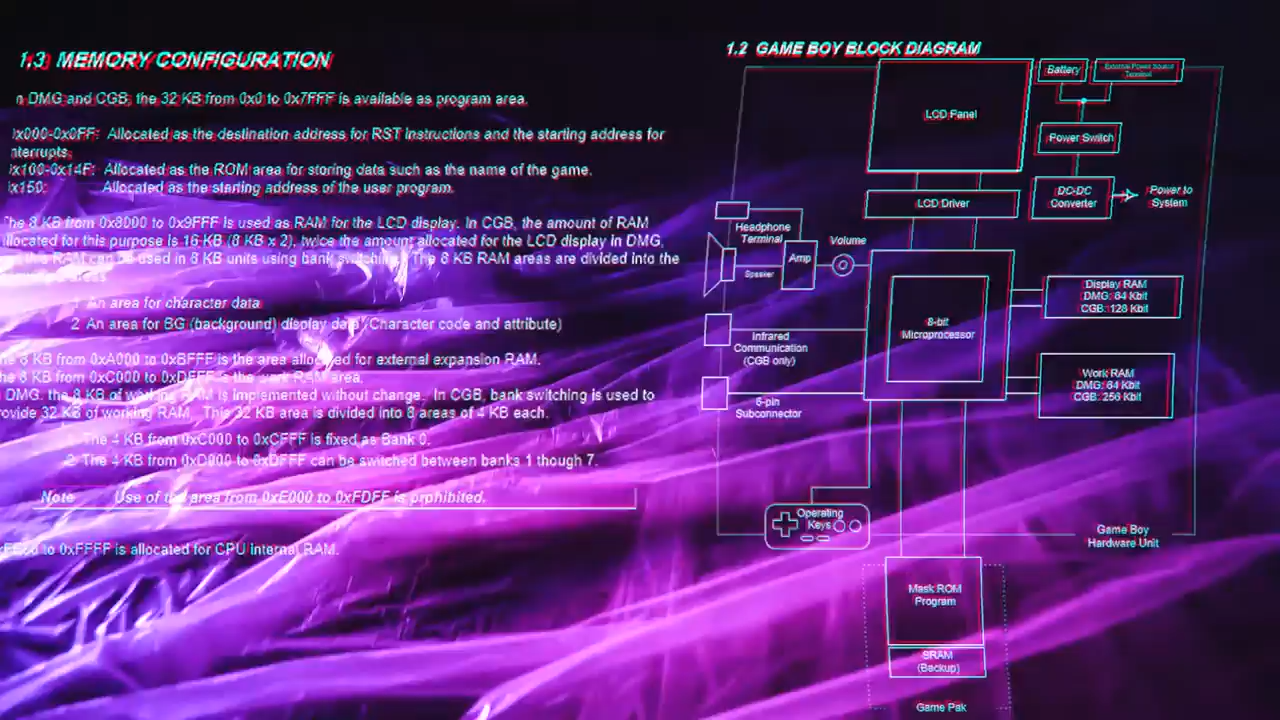 1.3 MEMORY CONFIGURATION
n DMG and CGB, the 32 KB from 0x0 to 0x7FFF is available as program area.
x000-0x0FF: Allocated as the destination address for RST instructions and the starting address for
nterrupts.
x100-0x14F: Allocated as the ROM area for storing data such as the name of the game.
x150: Allocated as the starting address of the user program.
he 8 KB from 0x8000 to 0x9FFF is used as RAM for the LCD display. In CGB, the amount of RAM
llocated for this purpose is 16 KB (8 KB x 2), twice the amount allocated for the LCD display in DMG,
this RAM can be used in 8 KB units using bank switching. The 8 KB RAM areas are divided into the
areas
1 An area for character data
2 An area for BG (background) display data (Character code and attribute)
he 8 KB from 0xA000 to 0xBFFF is the area allocated for external expansion RAM.
he 8 KB from 0xC000 to 0xDFFF is the work RAM area.
DMG, the 8 KB of working RAM is implemented without change. In CGB, bank switching is used to
ovide 32 KB of working RAM. This 32 KB area is divided into 8 areas of 4 KB each.
The 4 KB from 0xC000 to 0xCFFF is fixed as Bank 0.
2 The 4 KB from 0xD000 to 0xDFFF can be switched between banks 1 though 7.
Note Use of the area from 0xE000 to 0xFDFF is prohibited.
to 0xFFFF is allocated for CPU internal RAM.
1.2 GAME BOY BLOCK DIAGRAM
LCD Panel
Battery
External Power Source
Terminal
Power Switch
DC-DC
Converter
Power to
System
LCD Driver
Headphone
Terminal
Speaker
Amp
Volume
8-bit
Microprocessor
Display RAM
DMG: 64 Kbit
CGB: 128 Kbit
Infrared
Communication
(CGB only)
Work RAM
DMG: 64 Kbit
CGB: 256 Kbit
6-pin
Subconnector
Operating
Keys
Game Boy
Hardware Unit
Mask ROM
Program
SRAM
(Backup)
Game Pak